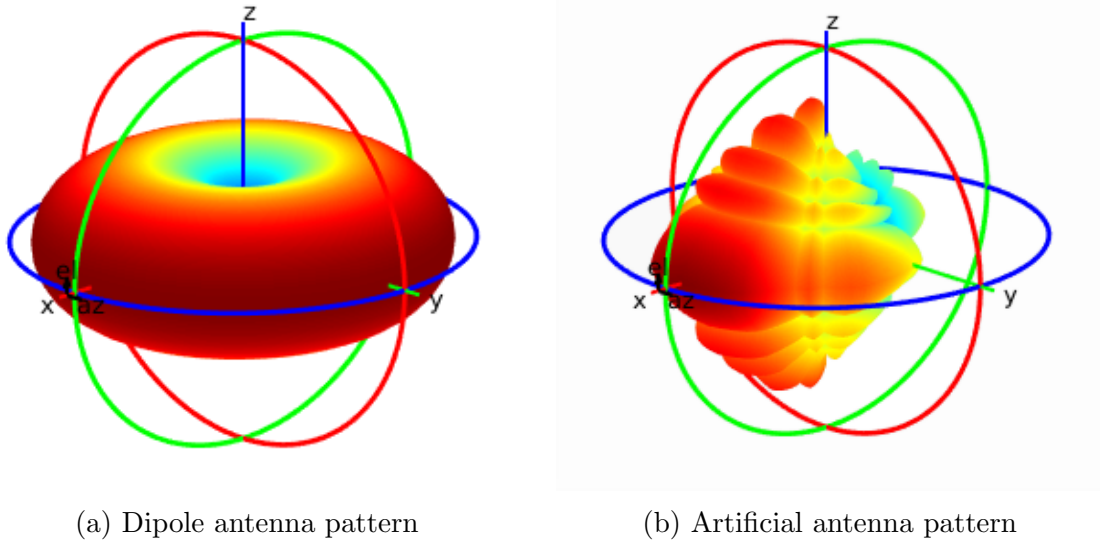 z
el
x
az
y
z
el
x
az
y
(a) Dipole antenna pattern
(b) Artificial antenna pattern